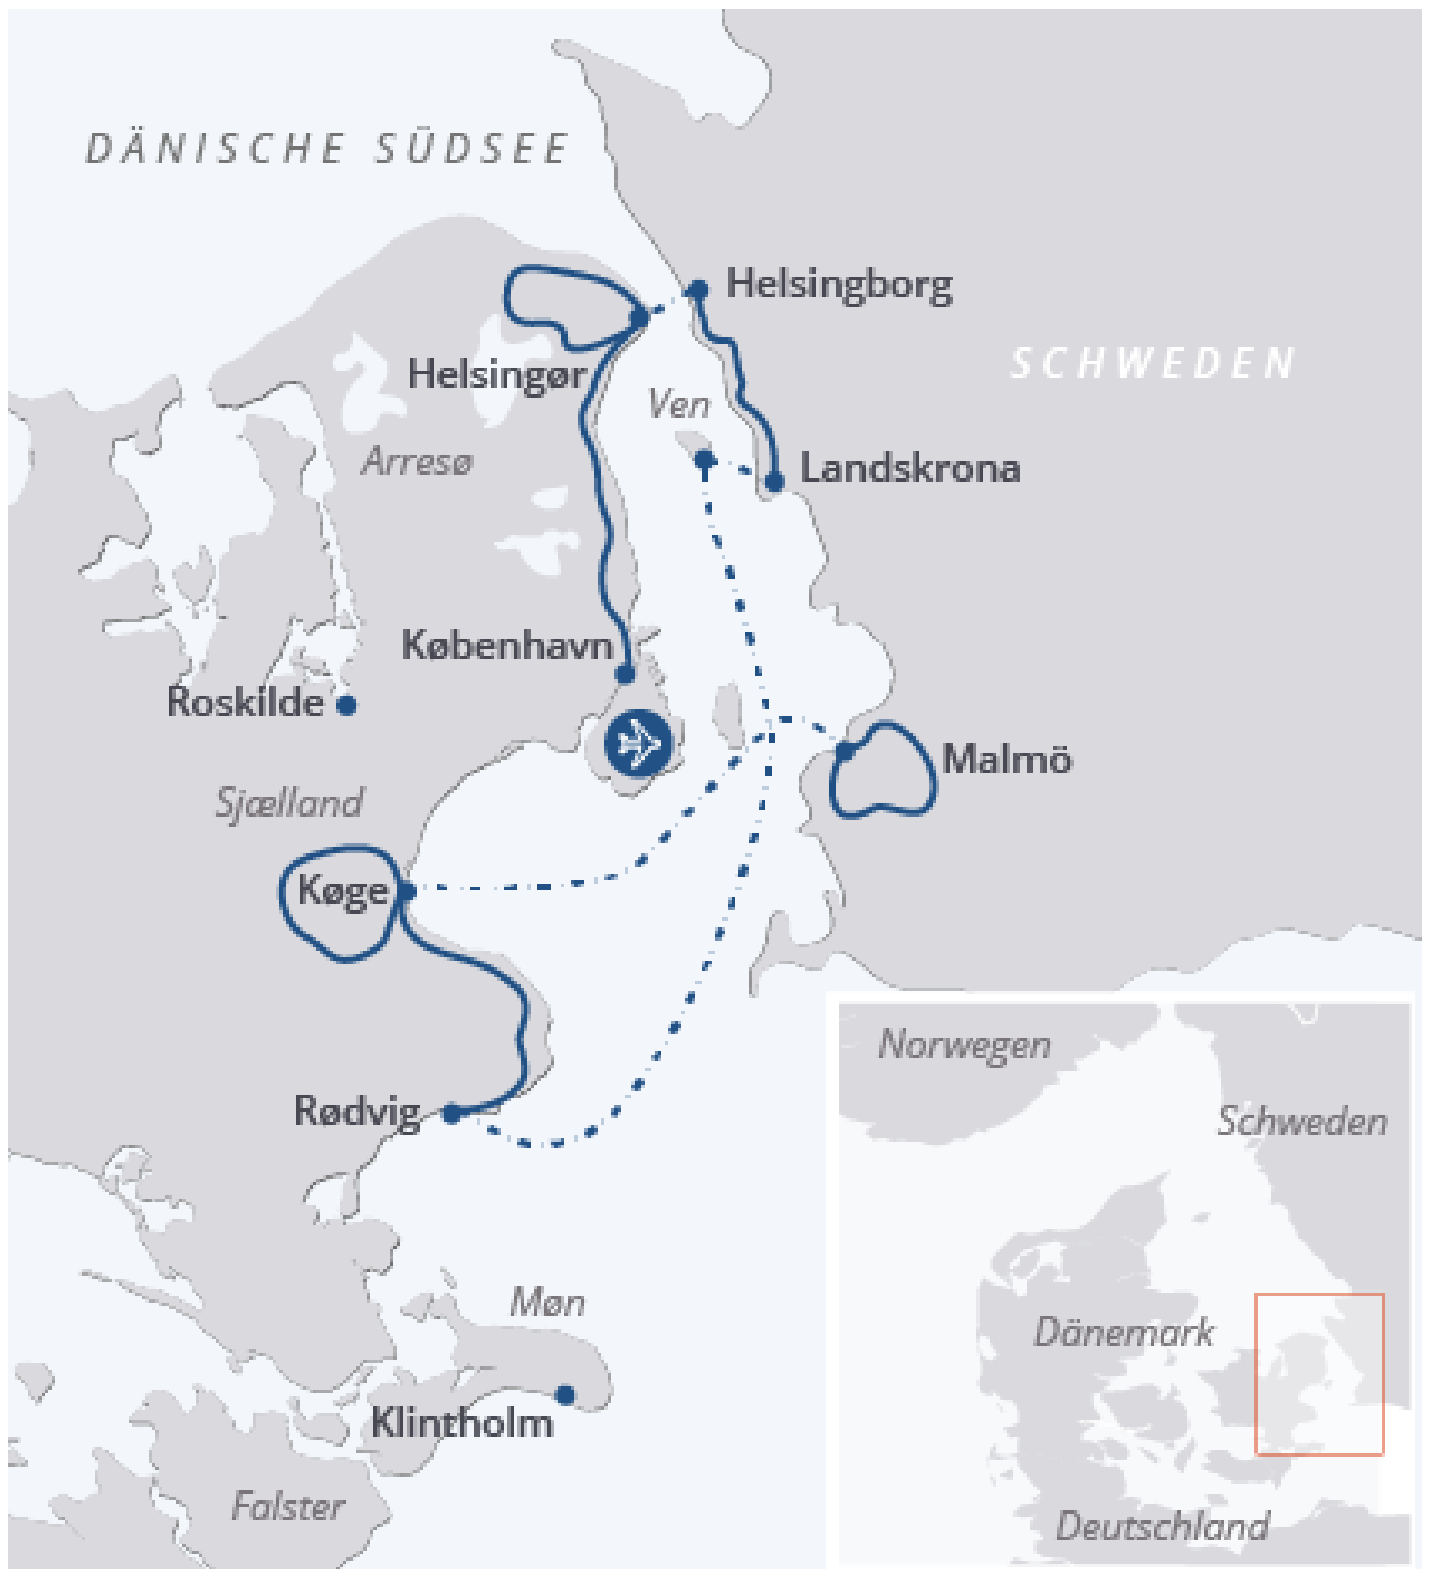 DÄNISCHE SÜDSEE
Helsingborg
SCHWEDEN
Helsingør
Ven
Arresø
Landskrona
København
Roskilde
Malmö
Sjælland
Køge
Norwegen
Rødvig
Schweden
Møn
Dänemark
Klintholm
Falster
Deutschland